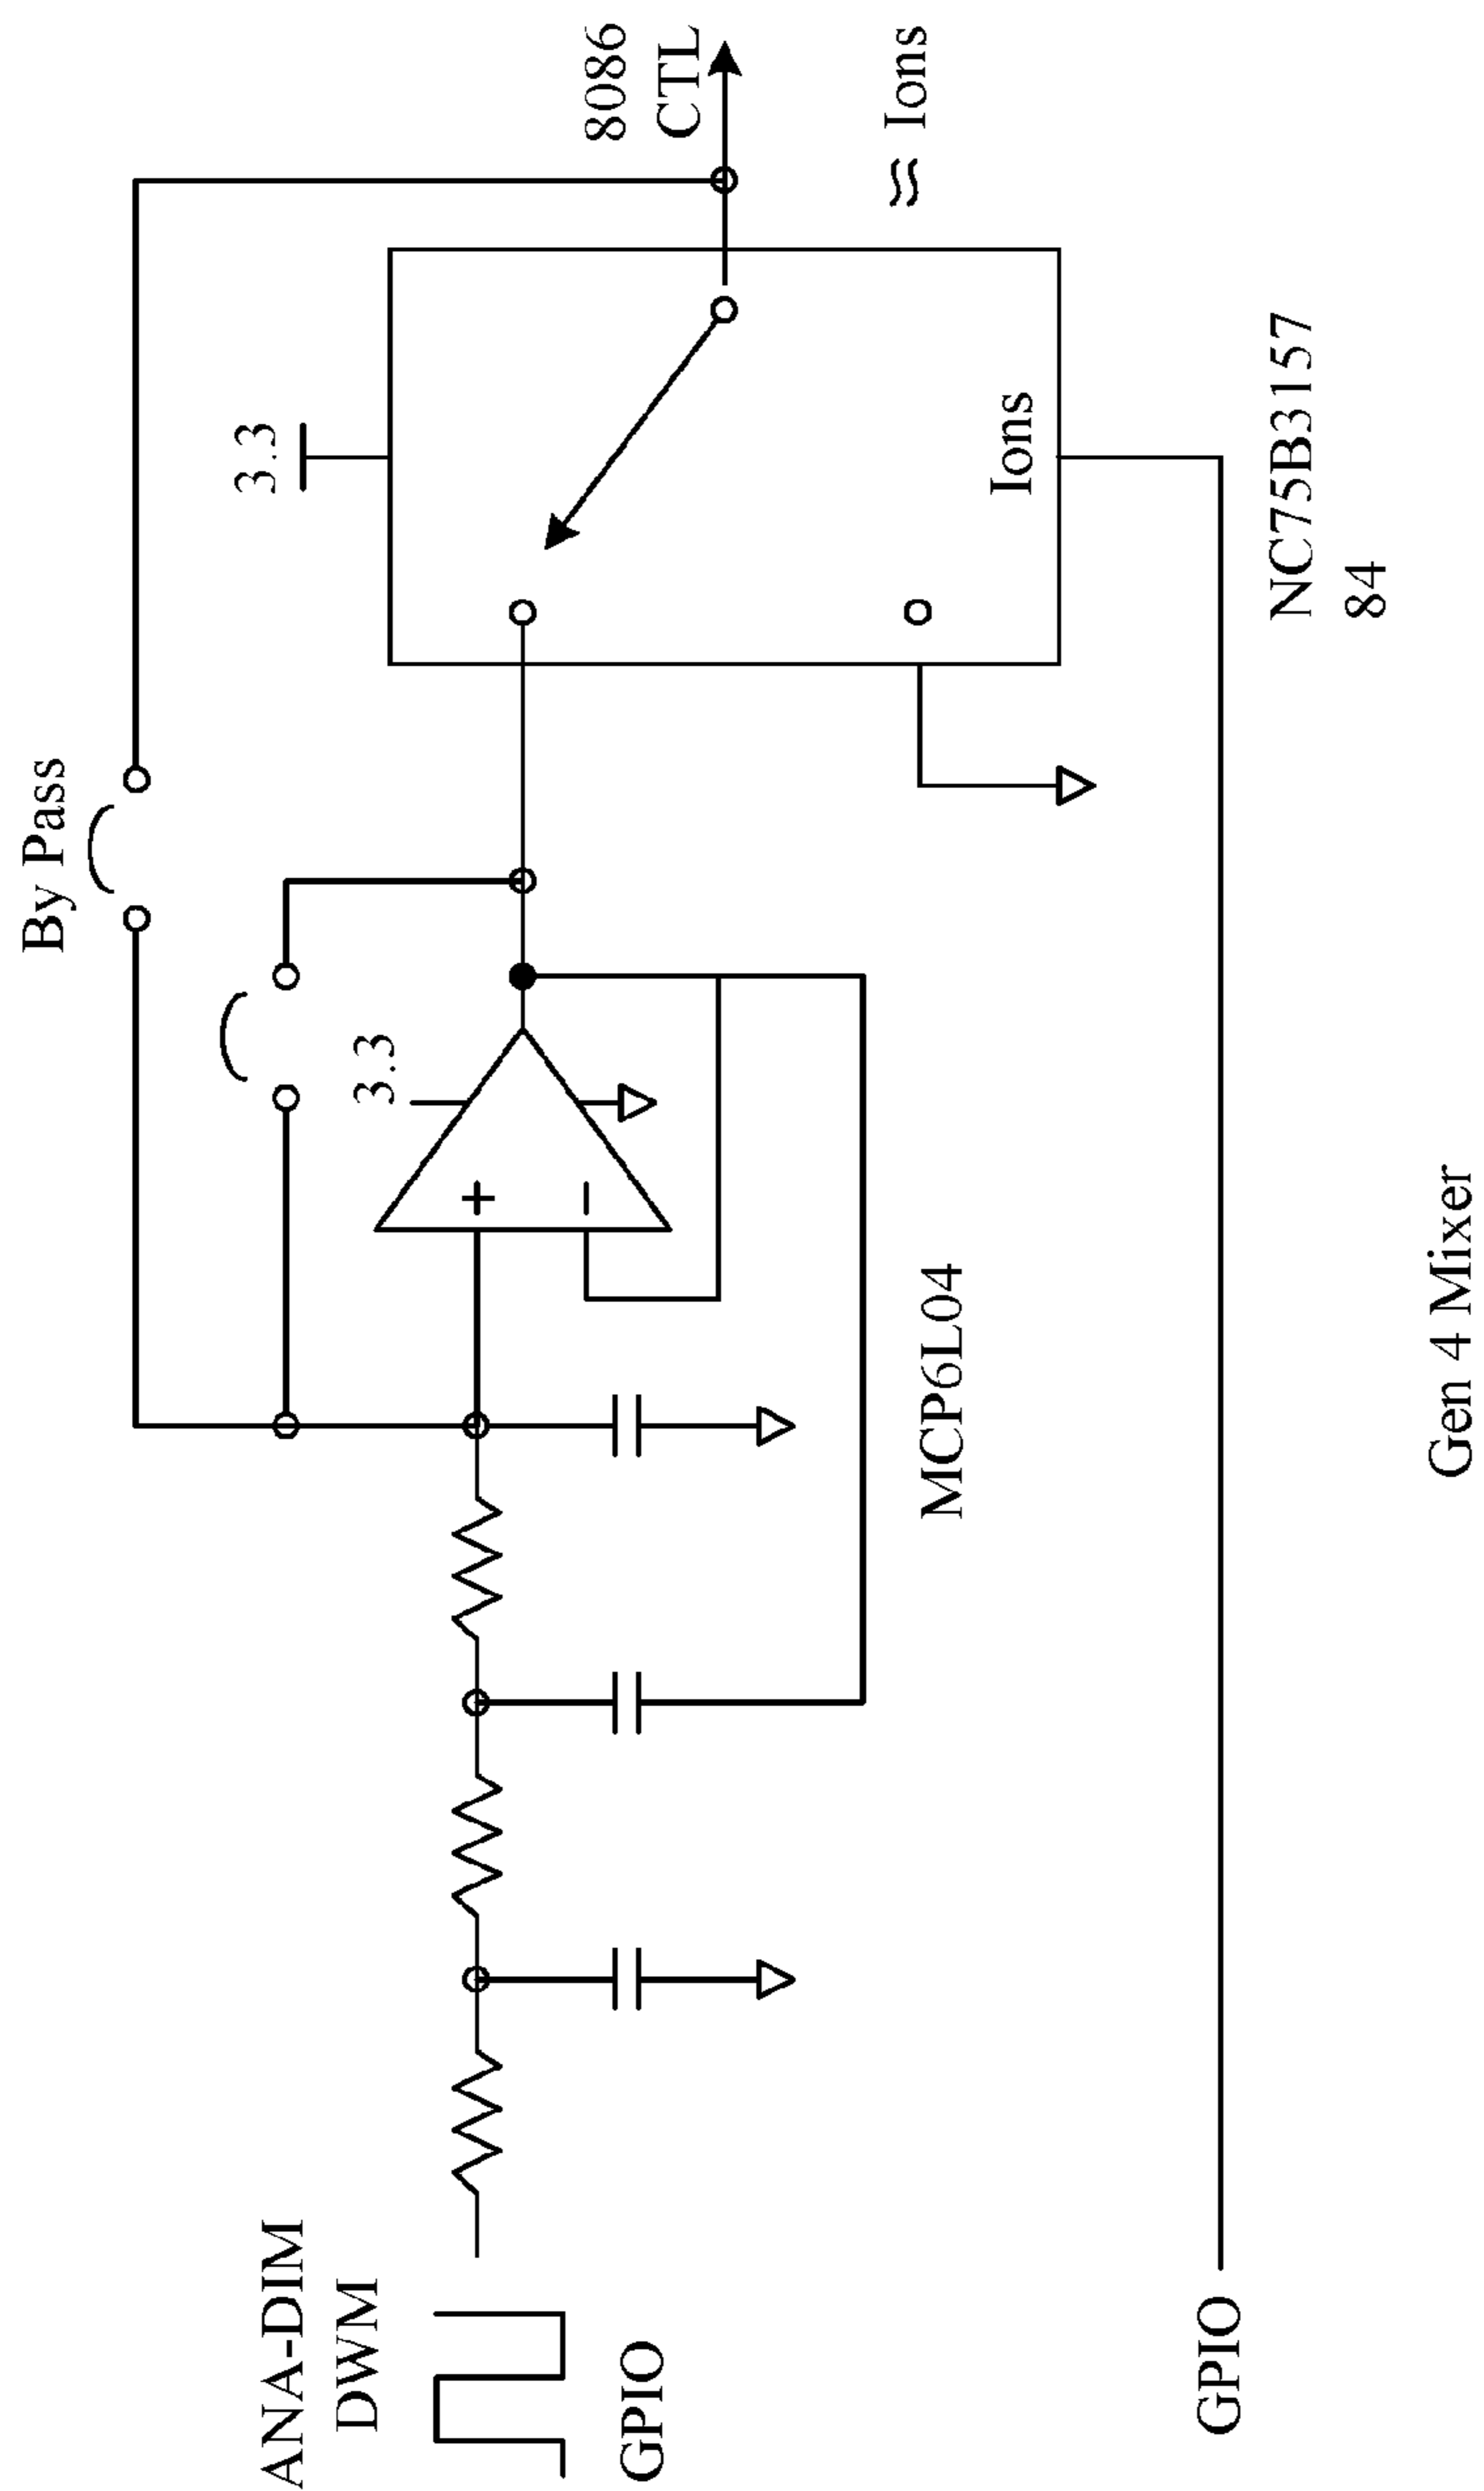 By Pass
3.3
3.3
8086
CTL
≈ Ions
Ions
ANA-DIM
DWM
GPIO
+
−
MCP6L04
GPIO
NC75B3157
84
Gen 4 Mixer